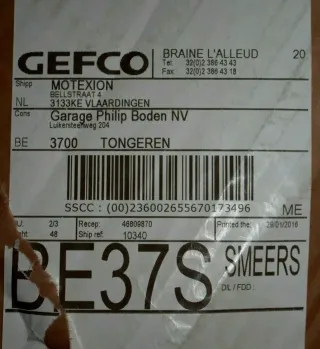 GEFCO
BRAINE L'ALLEUD 20
Tel: 32(0)2 386 43 43
Fax: 32(0)2 386 43 18
Shipp MOTEXION
BELLSTRAAT 4
NL 3133KE VLAARDINGEN
Cons Garage Philip Boden NV
Luikersteenweg 204
BE 3700 TONGEREN
SSCC : (00)236002655670173496 ME
2/3 Recep: 46809870 Printed the:
48 Ship ref: 10340
BE37S SMEERS
DL / FDD :